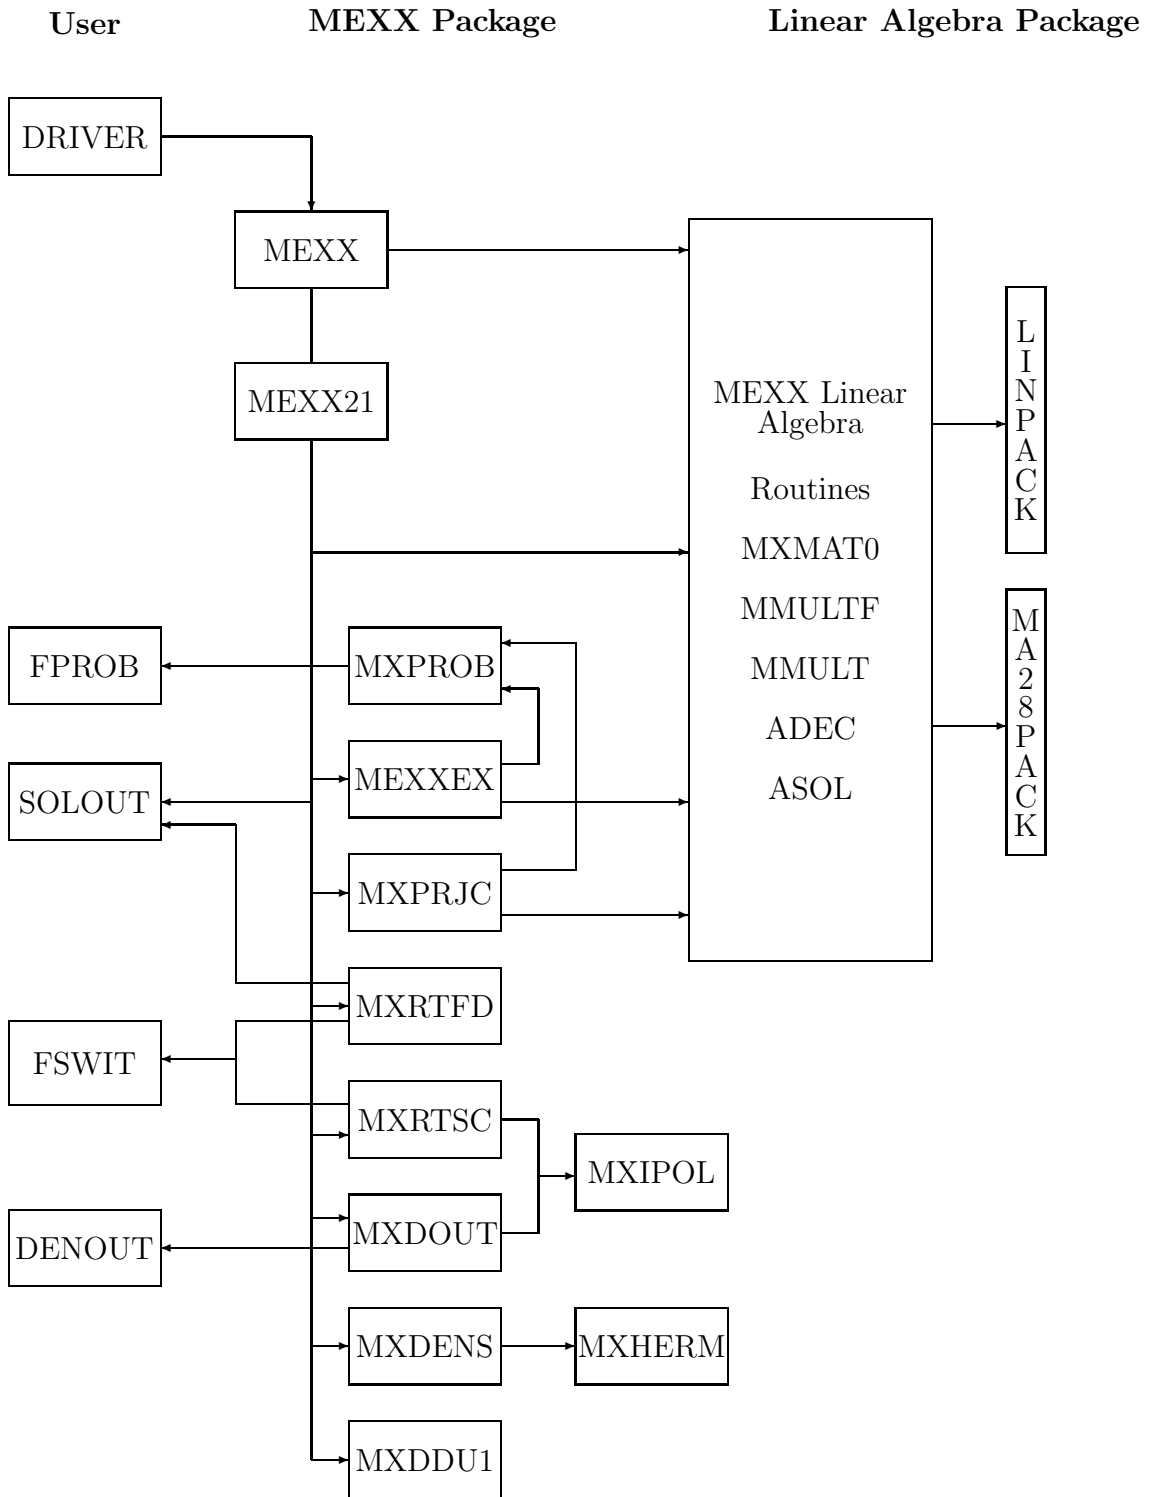 User
MEXX Package
Linear Algebra Package
DRIVER
MEXX
MEXX21
MEXX Linear
Algebra
Routines
MXMAT0
MMULTF
MMULT
ADEC
ASOL
LINPACK
MA28PACK
FPROB
MXPROB
MEXXEX
SOLOUT
MXPRJC
MXRTFD
FSWIT
MXRTSC
MXIPOL
MXDOUT
DENOUT
MXDENS
MXHERM
MXDDU1